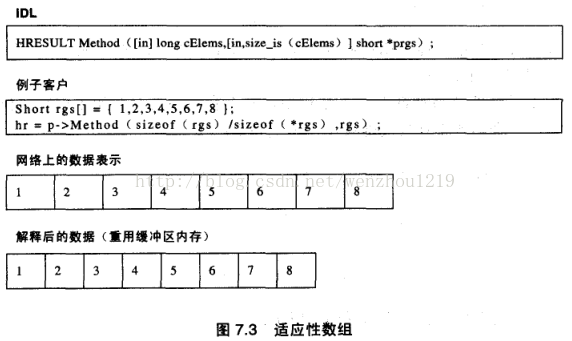 IDL
HRESULT Method（[in] long cElems,[in,size_is（cElems）] short *prgs）;
例子客户
Short rgs[] = { 1,2,3,4,5,6,7,8 };
hr = p->Method（sizeof（rgs）/sizeof（*rgs）,rgs）;
网络上的数据表示
1 2 3 4 5 6 7 8
http://blog.csdn.net/wenzhou1219
解释后的数据（重用缓冲区内存）
1 2 3 4 5 6 7 8
图 7.3 适应性数组